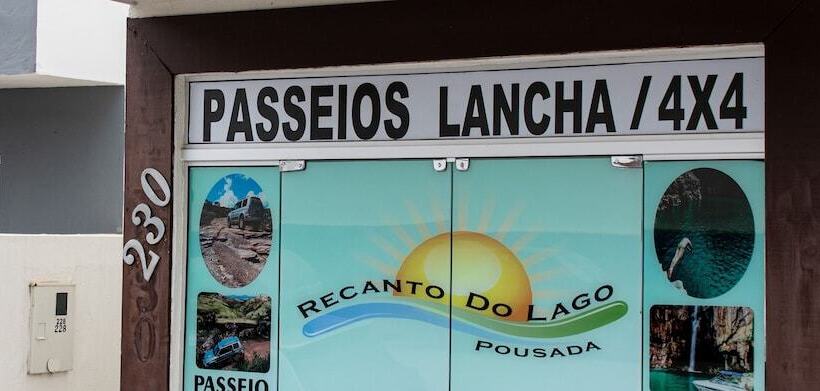 PASSEIOS LANCHA / 4X4
230
RECANTO DO LAGO
POUSADA
228
228
PASSEIO